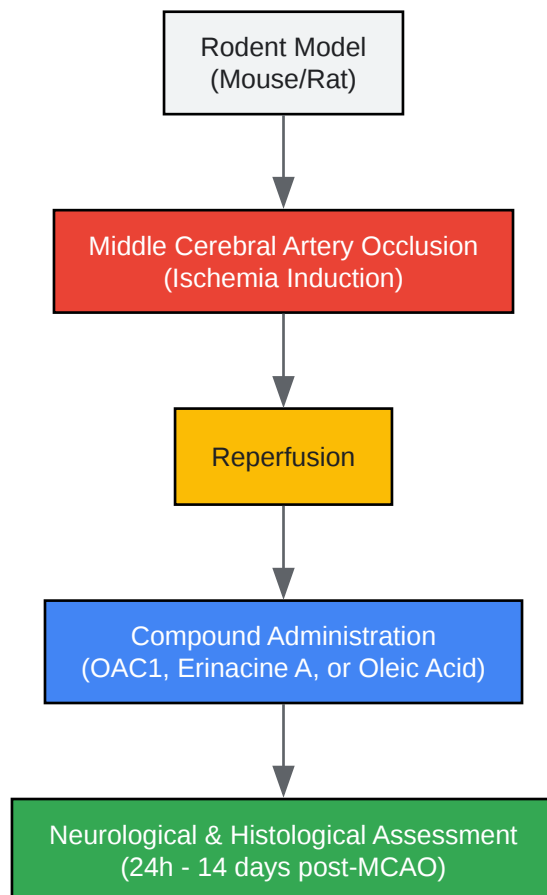 Rodent Model
(Mouse/Rat)
Middle Cerebral Artery Occlusion
(Ischemia Induction)
Reperfusion
Compound Administration
(OAC1, Erinacine A, or Oleic Acid)
Neurological & Histological Assessment
(24h - 14 days post-MCAO)